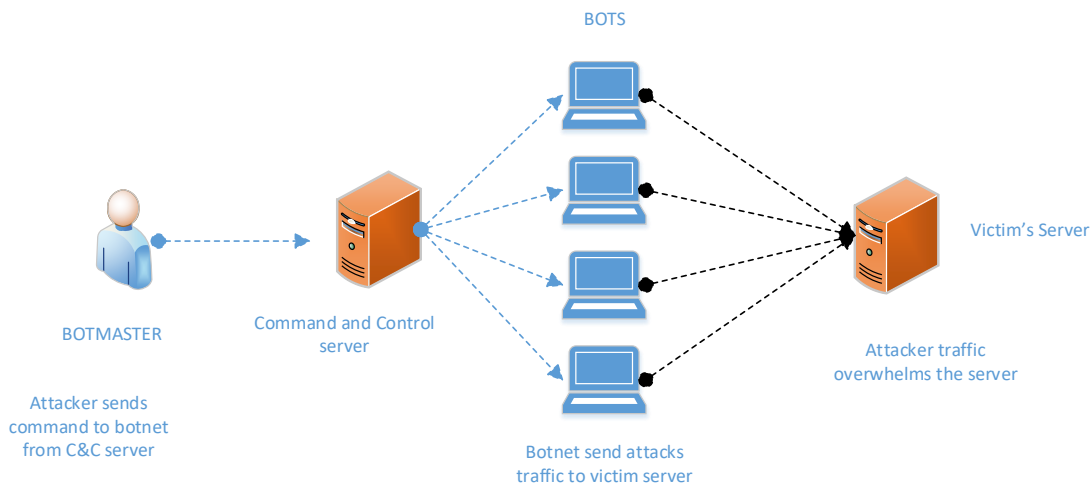 BOTS
BOTMASTER
Attacker sends
command to botnet
from C&C server
Command and Control
server
Botnet send attacks
traffic to victim server
Victim's Server
Attacker traffic
overwhelms the server